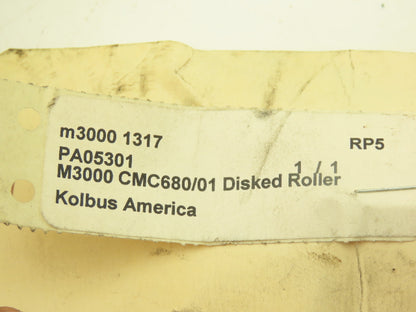 m3000 1317 RP5
PA05301
1 / 1
M3000 CMC680/01 Disked Roller
Kolbus America